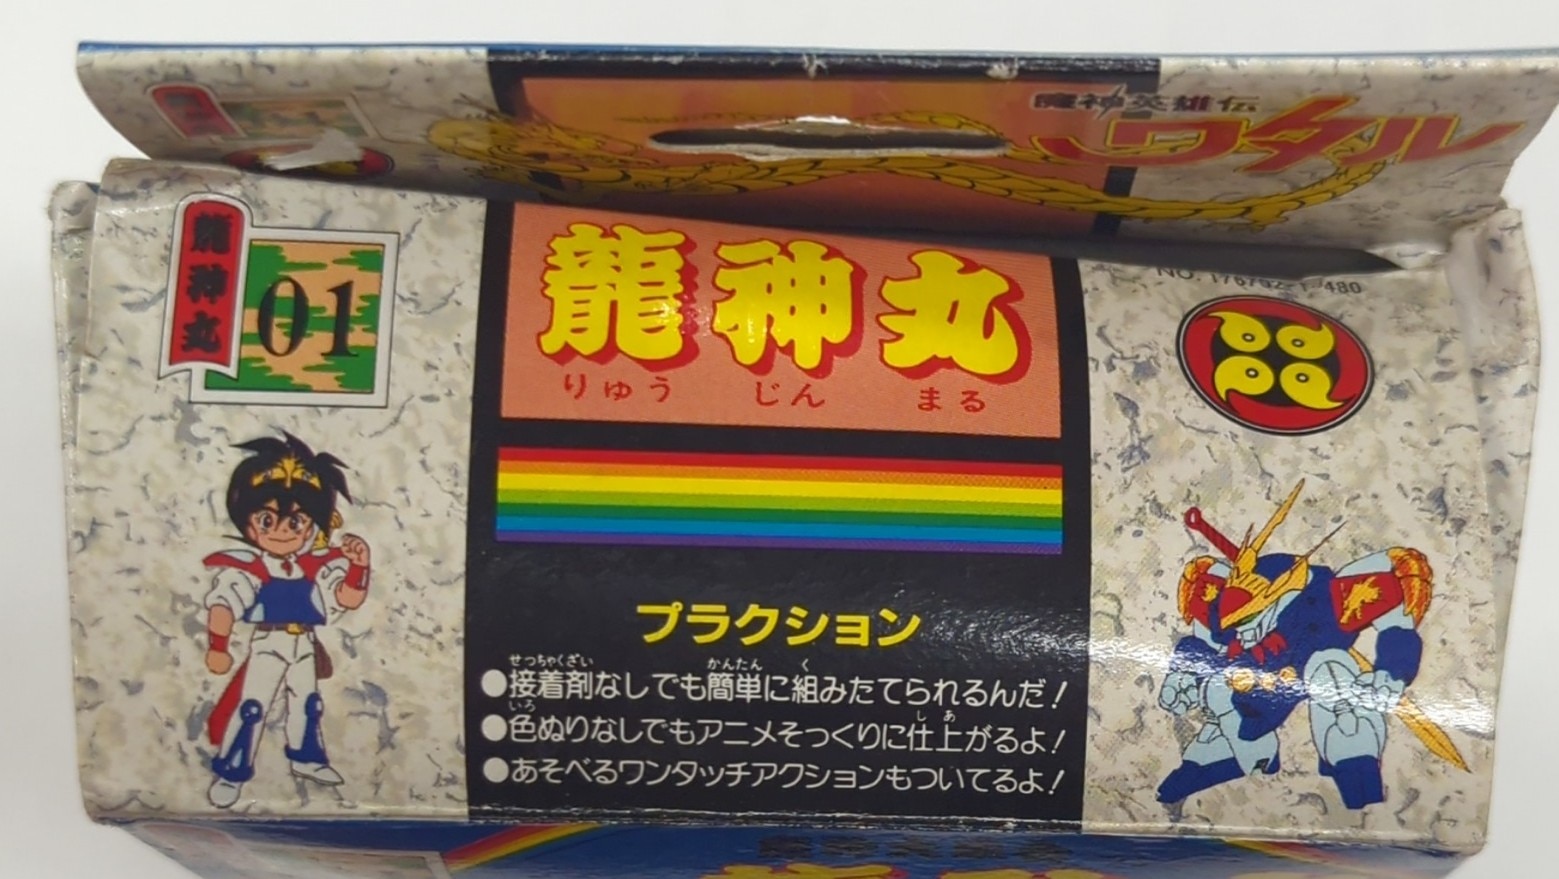 魔神英雄伝
ワタル
龍神丸
01
龍神丸
りゅう じん まる
プラクション
せっちゃくざい かんたん く
●接着剤なしでも簡単に組みたてられるんだ!
いろ し あ
●色ぬりなしでもアニメそっくりに仕上がるよ!
●あそべるワンタッチアクションもついてるよ!